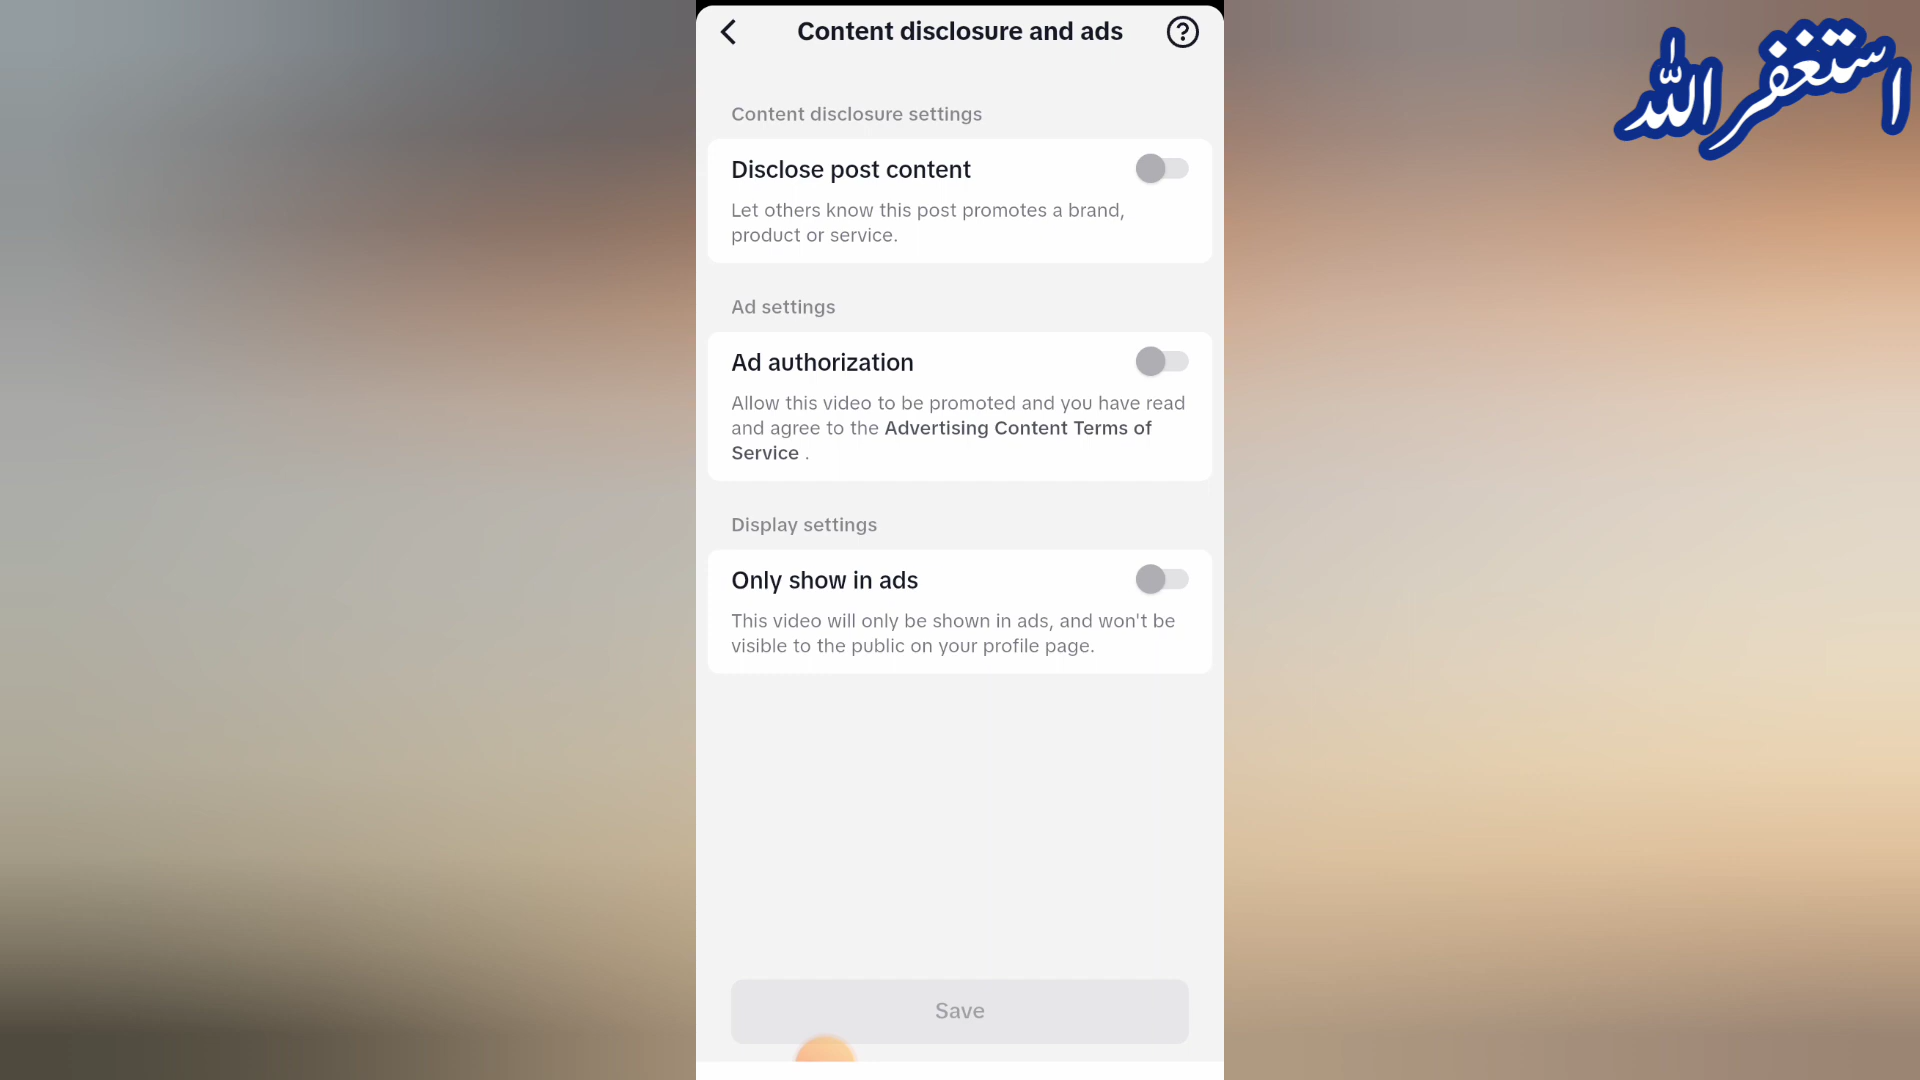 Content disclosure and ads
استغفر الله
Content disclosure settings
Disclose post content
Let others know this post promotes a brand,
product or service.
Ad settings
Ad authorization
Allow this video to be promoted and you have read
and agree to the Advertising Content Terms of
Service .
Display settings
Only show in ads
This video will only be shown in ads, and won't be
visible to the public on your profile page.
Save